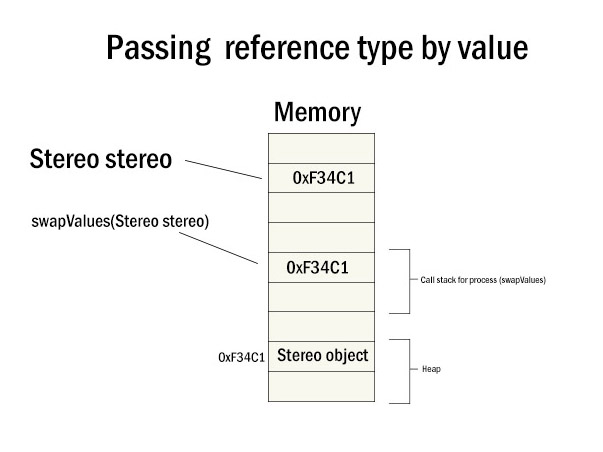 Passing reference type by value
Memory
Stereo stereo
0xF34C1
swapValues(Stereo stereo)
0xF34C1
Call stack for process (swapValues)
0xF34C1
Stereo object
Heap